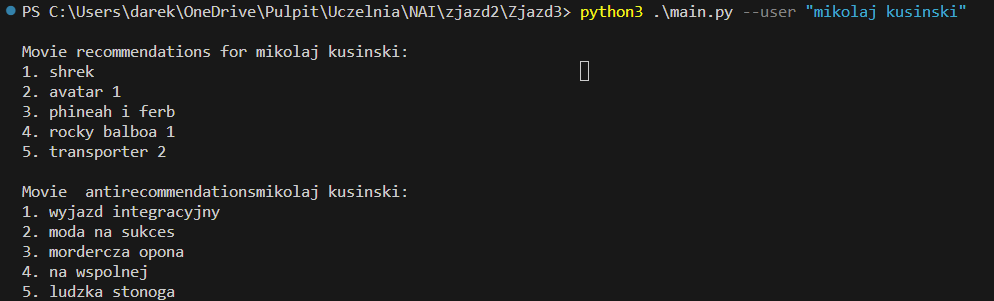 PS C:\Users\darek\OneDrive\Pulpit\Uczelnia\NAI\zjazd2\Zjazd3> python3 .\main.py --user "mikolaj kusinski"
Movie recommendations for mikolaj kusinski:
1. shrek
2. avatar 1
3. phineah i ferb
4. rocky balboa 1
5. transporter 2
Movie  antirecommendationsmikolaj kusinski:
1. wyjazd integracyjny
2. moda na sukces
3. mordercza opona
4. na wspolnej
5. ludzka stonoga